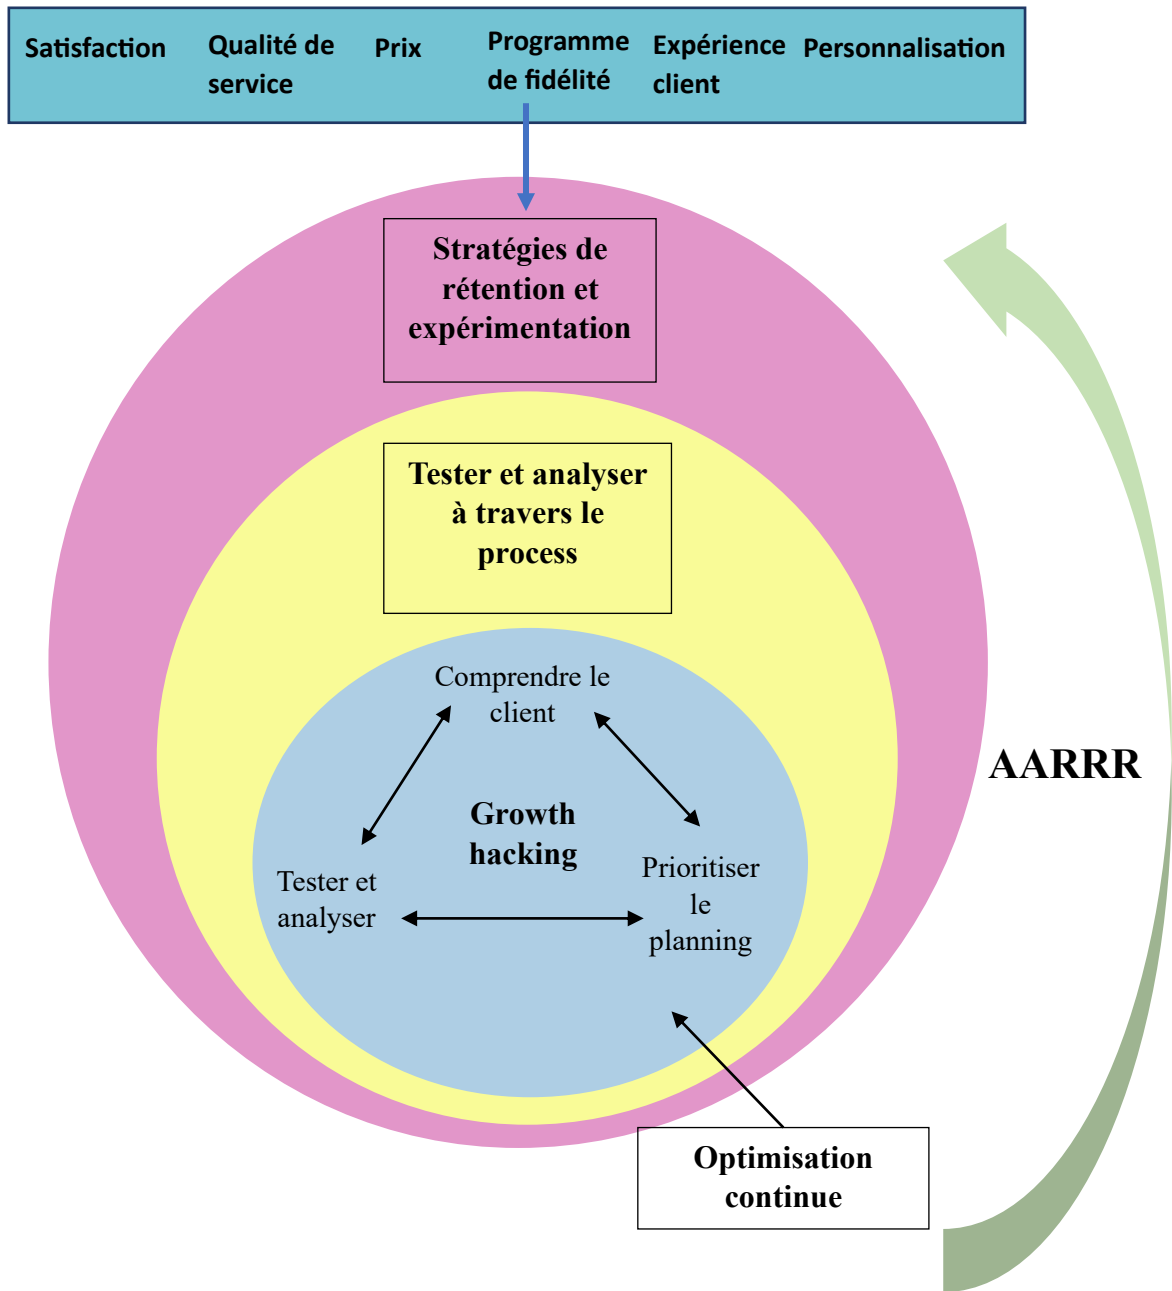 Satisfaction
Qualité de
service
Prix
Programme
de fidélité
Expérience
client
Personnalisation
Stratégies de
rétention et
expérimentation
Tester et analyser
à travers le
process
Comprendre le
client
Growth
hacking
Tester et
analyser
Prioritiser
le
planning
AARRR
Optimisation
continue